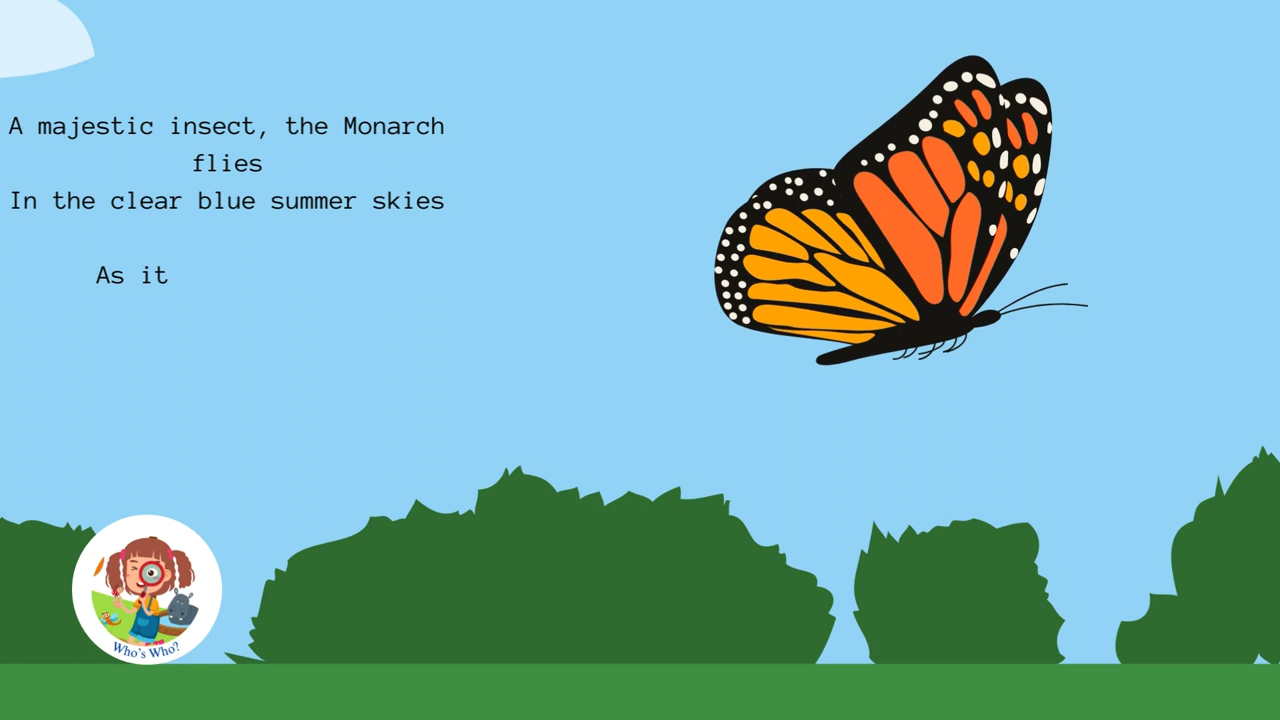 A majestic insect, the Monarch
flies
In the clear blue summer skies
As it
Who's Who?